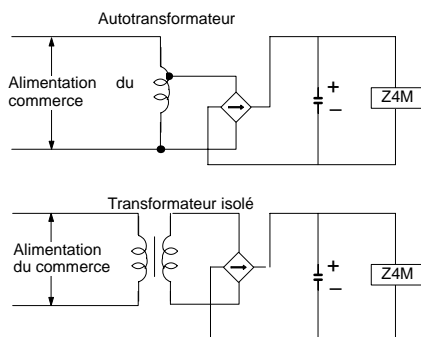 Autotransformateur
Alimentation du
commerce
+
−
Z4M
Transformateur isolé
Alimentation
du commerce
+
−
Z4M